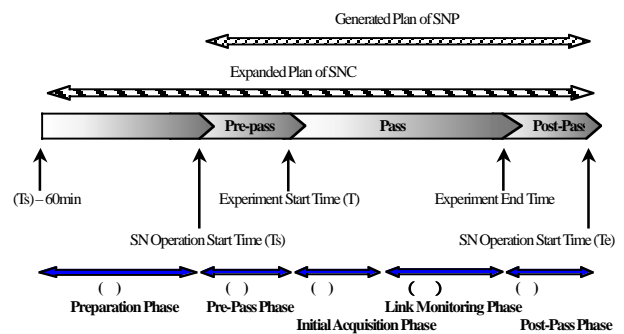 Generated Plan of SNP
Expanded Plan of SNC
Pre-pass
Pass
Post-Pass
(Ts) – 60min
Experiment Start Time (T)
Experiment End Time
SN Operation Start Time (Ts)
SN Operation Start Time (Te)
( ) ( ) ( ) ( ) ( )
Preparation Phase
Pre-Pass Phase
Link Monitoring Phase
Initial Acquisition Phase
Post-Pass Phase